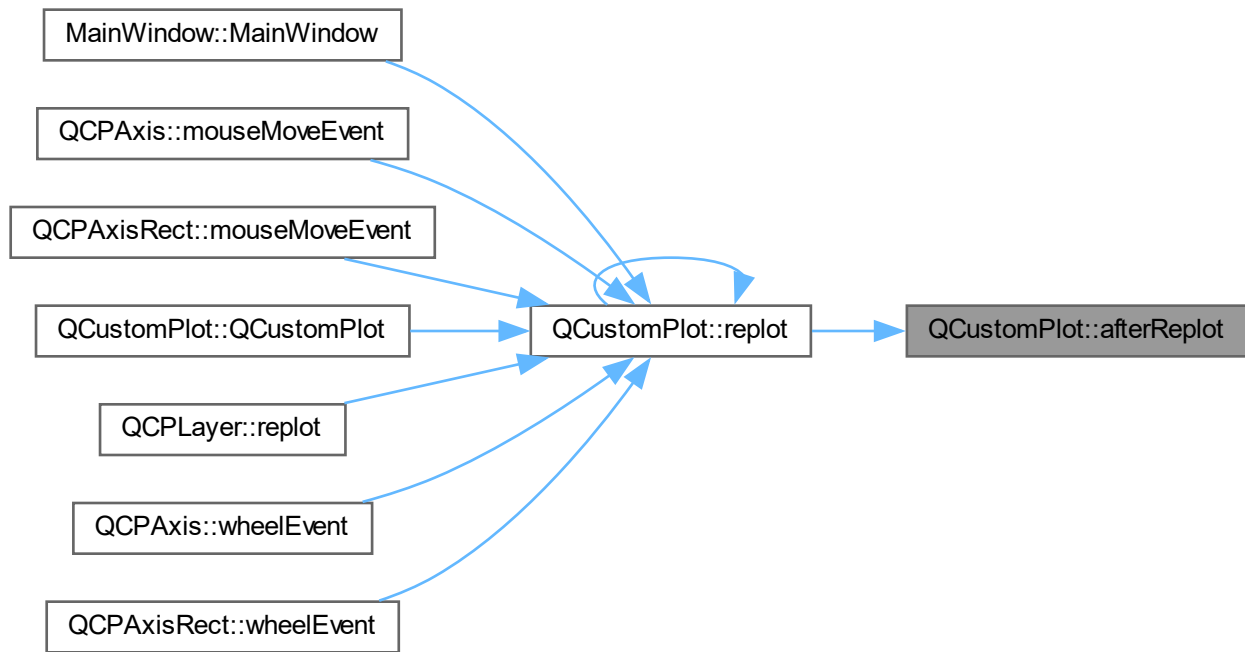 MainWindow::MainWindow
QCPAxis::mouseMoveEvent
QCPAxisRect::mouseMoveEvent
QCustomPlot::QCustomPlot
QCustomPlot::replot
QCustomPlot::afterReplot
QCPLayer::replot
QCPAxis::wheelEvent
QCPAxisRect::wheelEvent